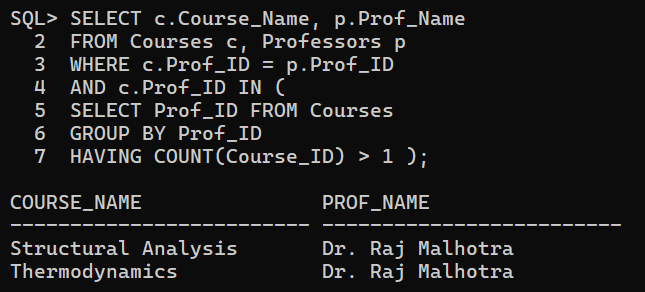 SQL> SELECT c.Course_Name, p.Prof_Name
  2  FROM Courses c, Professors p
  3  WHERE c.Prof_ID = p.Prof_ID
  4  AND c.Prof_ID IN (
  5  SELECT Prof_ID FROM Courses
  6  GROUP BY Prof_ID
  7  HAVING COUNT(Course_ID) > 1 );

COURSE_NAME               PROF_NAME
------------------------- -------------------------
Structural Analysis       Dr. Raj Malhotra
Thermodynamics            Dr. Raj Malhotra